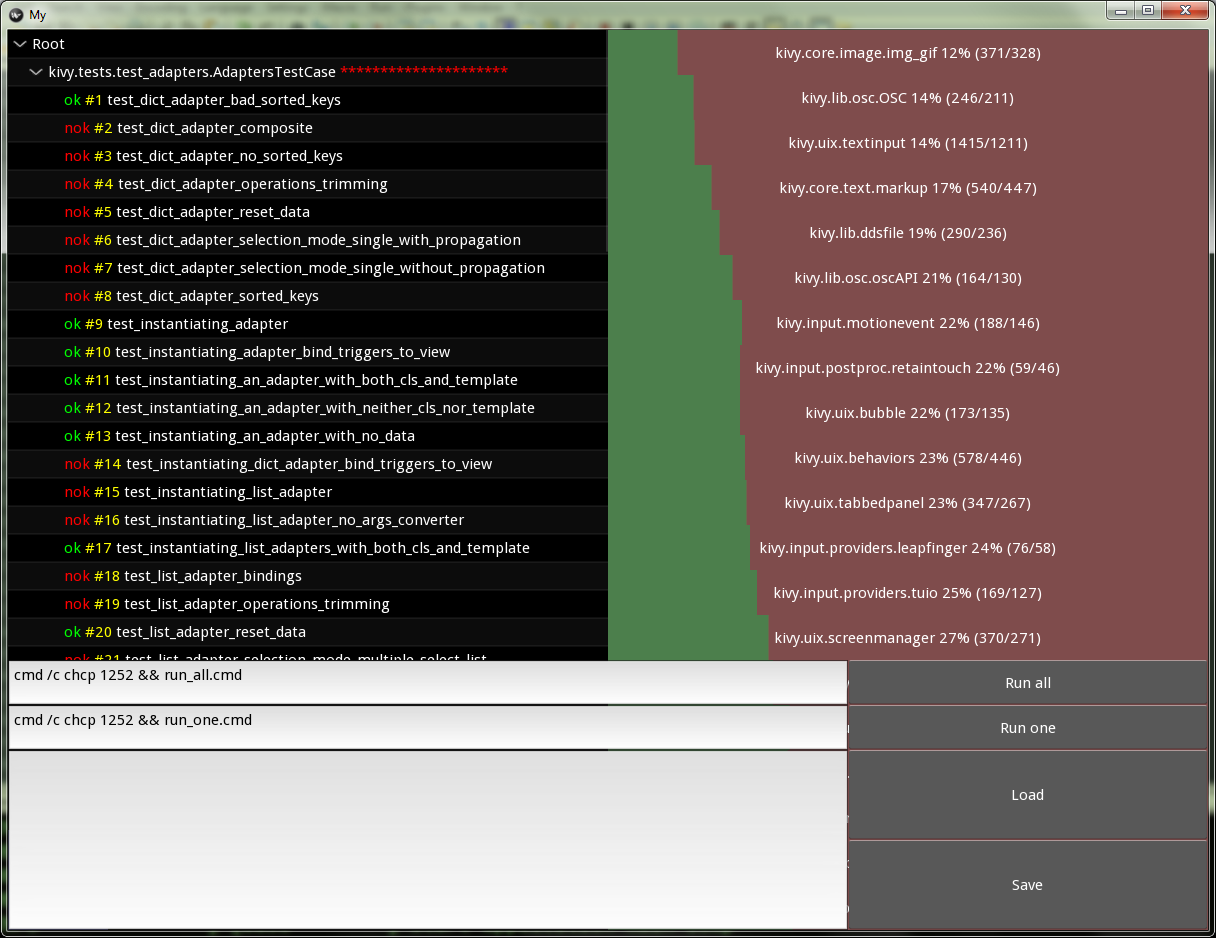 My
Root
kivy.tests.test_adapters.AdaptersTestCase *********************
ok #1 test_dict_adapter_bad_sorted_keys
nok #2 test_dict_adapter_composite
nok #3 test_dict_adapter_no_sorted_keys
nok #4 test_dict_adapter_operations_trimming
nok #5 test_dict_adapter_reset_data
nok #6 test_dict_adapter_selection_mode_single_with_propagation
nok #7 test_dict_adapter_selection_mode_single_without_propagation
nok #8 test_dict_adapter_sorted_keys
ok #9 test_instantiating_adapter
ok #10 test_instantiating_adapter_bind_triggers_to_view
ok #11 test_instantiating_an_adapter_with_both_cls_and_template
ok #12 test_instantiating_an_adapter_with_neither_cls_nor_template
ok #13 test_instantiating_an_adapter_with_no_data
nok #14 test_instantiating_dict_adapter_bind_triggers_to_view
nok #15 test_instantiating_list_adapter
nok #16 test_instantiating_list_adapter_no_args_converter
ok #17 test_instantiating_list_adapters_with_both_cls_and_template
nok #18 test_list_adapter_bindings
nok #19 test_list_adapter_operations_trimming
ok #20 test_list_adapter_reset_data
nok #21 test_list_adapter_selection_mode_multiple_select_list
kivy.core.image.img_gif 12% (371/328)
kivy.lib.osc.OSC 14% (246/211)
kivy.uix.textinput 14% (1415/1211)
kivy.core.text.markup 17% (540/447)
kivy.lib.ddsfile 19% (290/236)
kivy.lib.osc.oscAPI 21% (164/130)
kivy.input.motionevent 22% (188/146)
kivy.input.postproc.retaintouch 22% (59/46)
kivy.uix.bubble 22% (173/135)
kivy.uix.behaviors 23% (578/446)
kivy.uix.tabbedpanel 23% (347/267)
kivy.input.providers.leapfinger 24% (76/58)
kivy.input.providers.tuio 25% (169/127)
kivy.uix.screenmanager 27% (370/271)
cmd /c chcp 1252 && run_all.cmd
Run all
cmd /c chcp 1252 && run_one.cmd
Run one
Load
Save